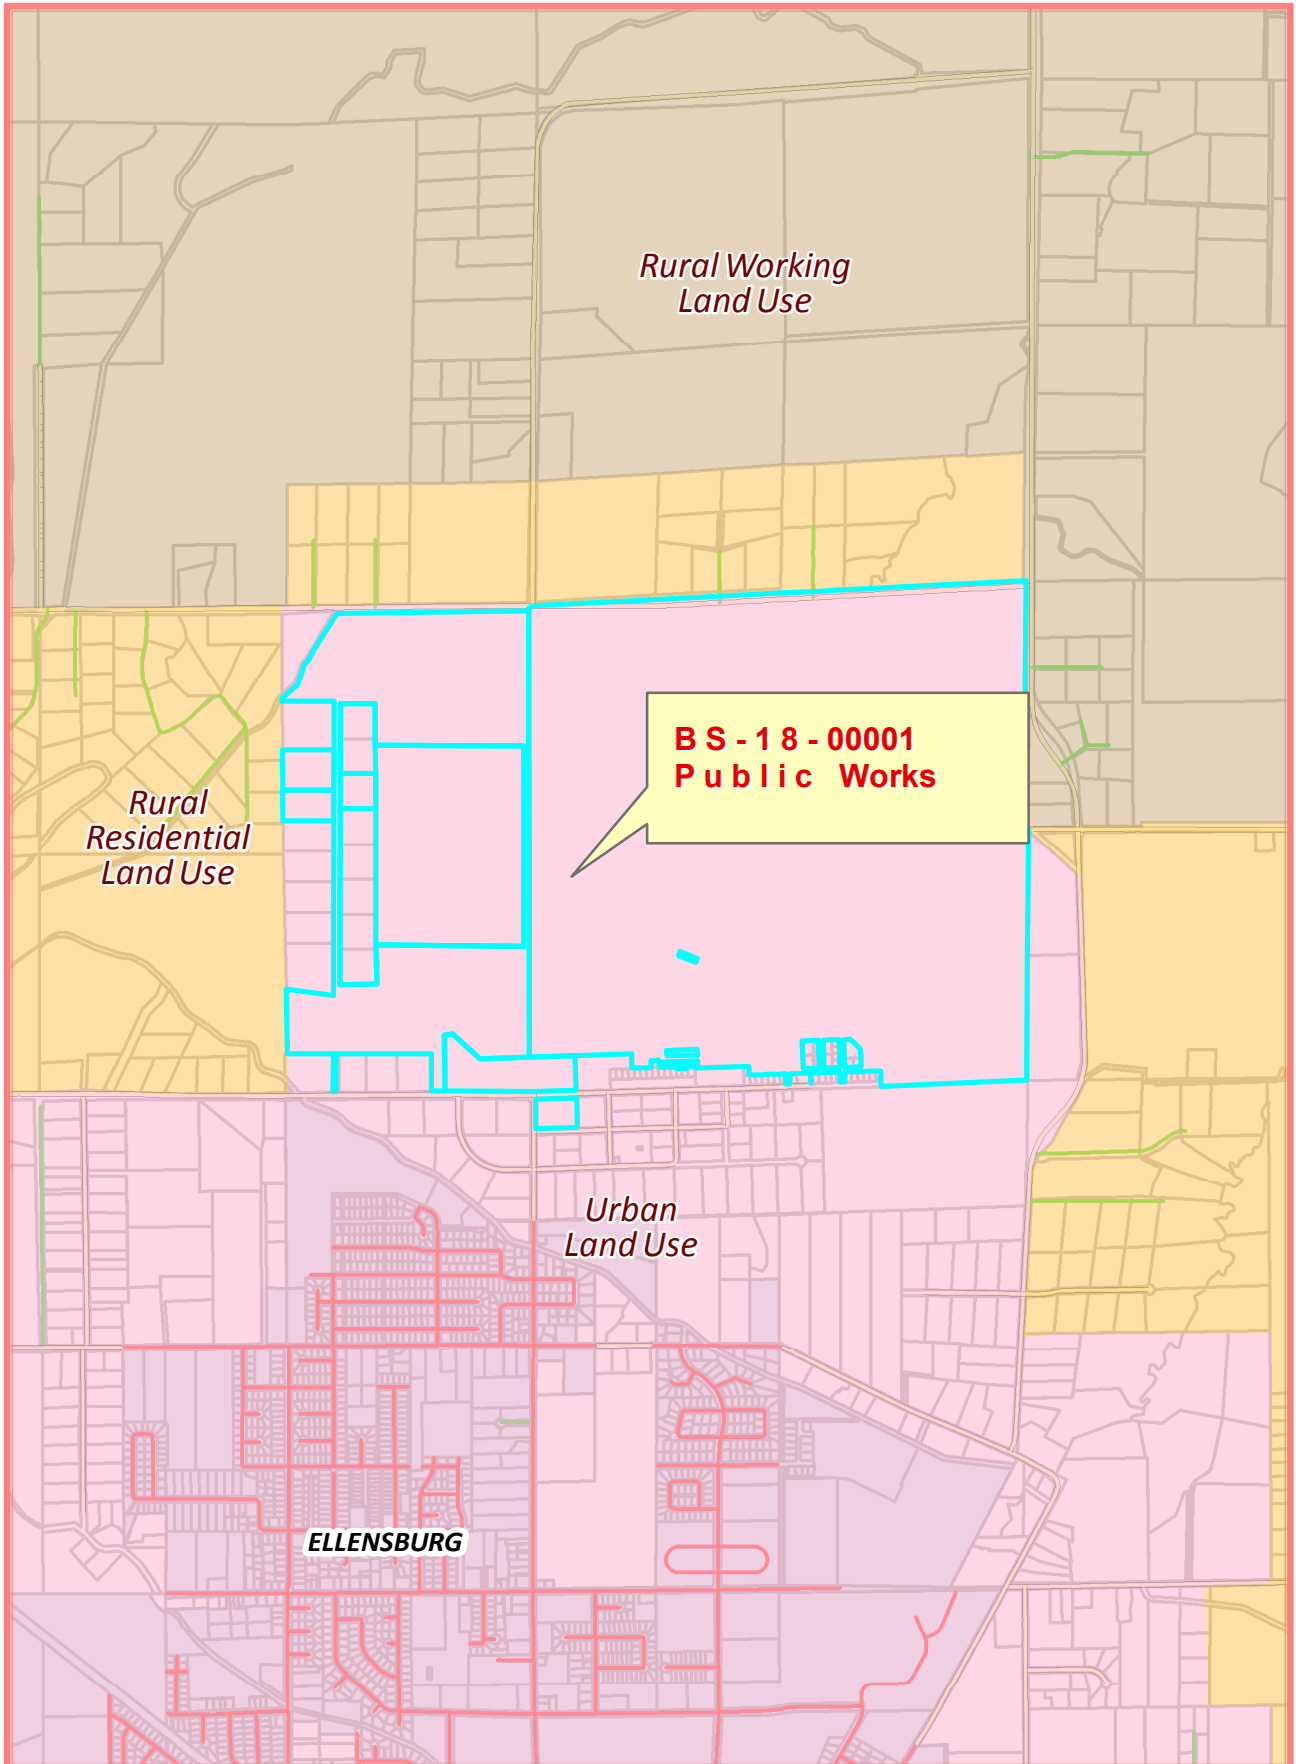 Rural Working
Land Use
BS-18-00001
Public Works
Rural
Residential
Land Use
Urban
Land Use
ELLENSBURG